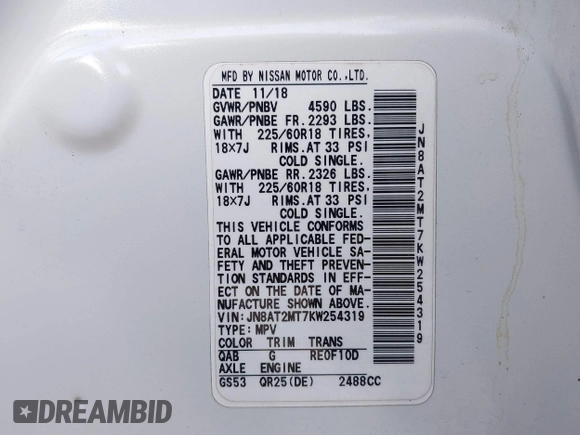 MFD BY NISSAN MOTOR CO.,LTD.
DATE 11/18
GVWR/PNBV 4590 LBS.
GAWR/PNBE FR. 2293 LBS.
WITH 225/60R18 TIRES,
18X7J RIMS.AT 33 PSI
COLD SINGLE.
GAWR/PNBE RR. 2326 LBS.
WITH 225/60R18 TIRES,
18X7J RIMS.AT 33 PSI
COLD SINGLE.
THIS VEHICLE CONFORMS
TO ALL APPLICABLE FED-
ERAL MOTOR VEHICLE SA-
FETY AND THEFT PREVEN-
TION STANDARDS IN EFF-
ECT ON THE DATE OF MA-
NUFACTURE SHOWN ABOVE.
VIN: JN8AT2MT7KW254319
TYPE: MPV
COLOR TRIM TRANS
QAB G RE0F10D
AXLE ENGINE
GS53 QR25(DE) 2488CC
JN8AT2MT7KW254319
DREAMBID